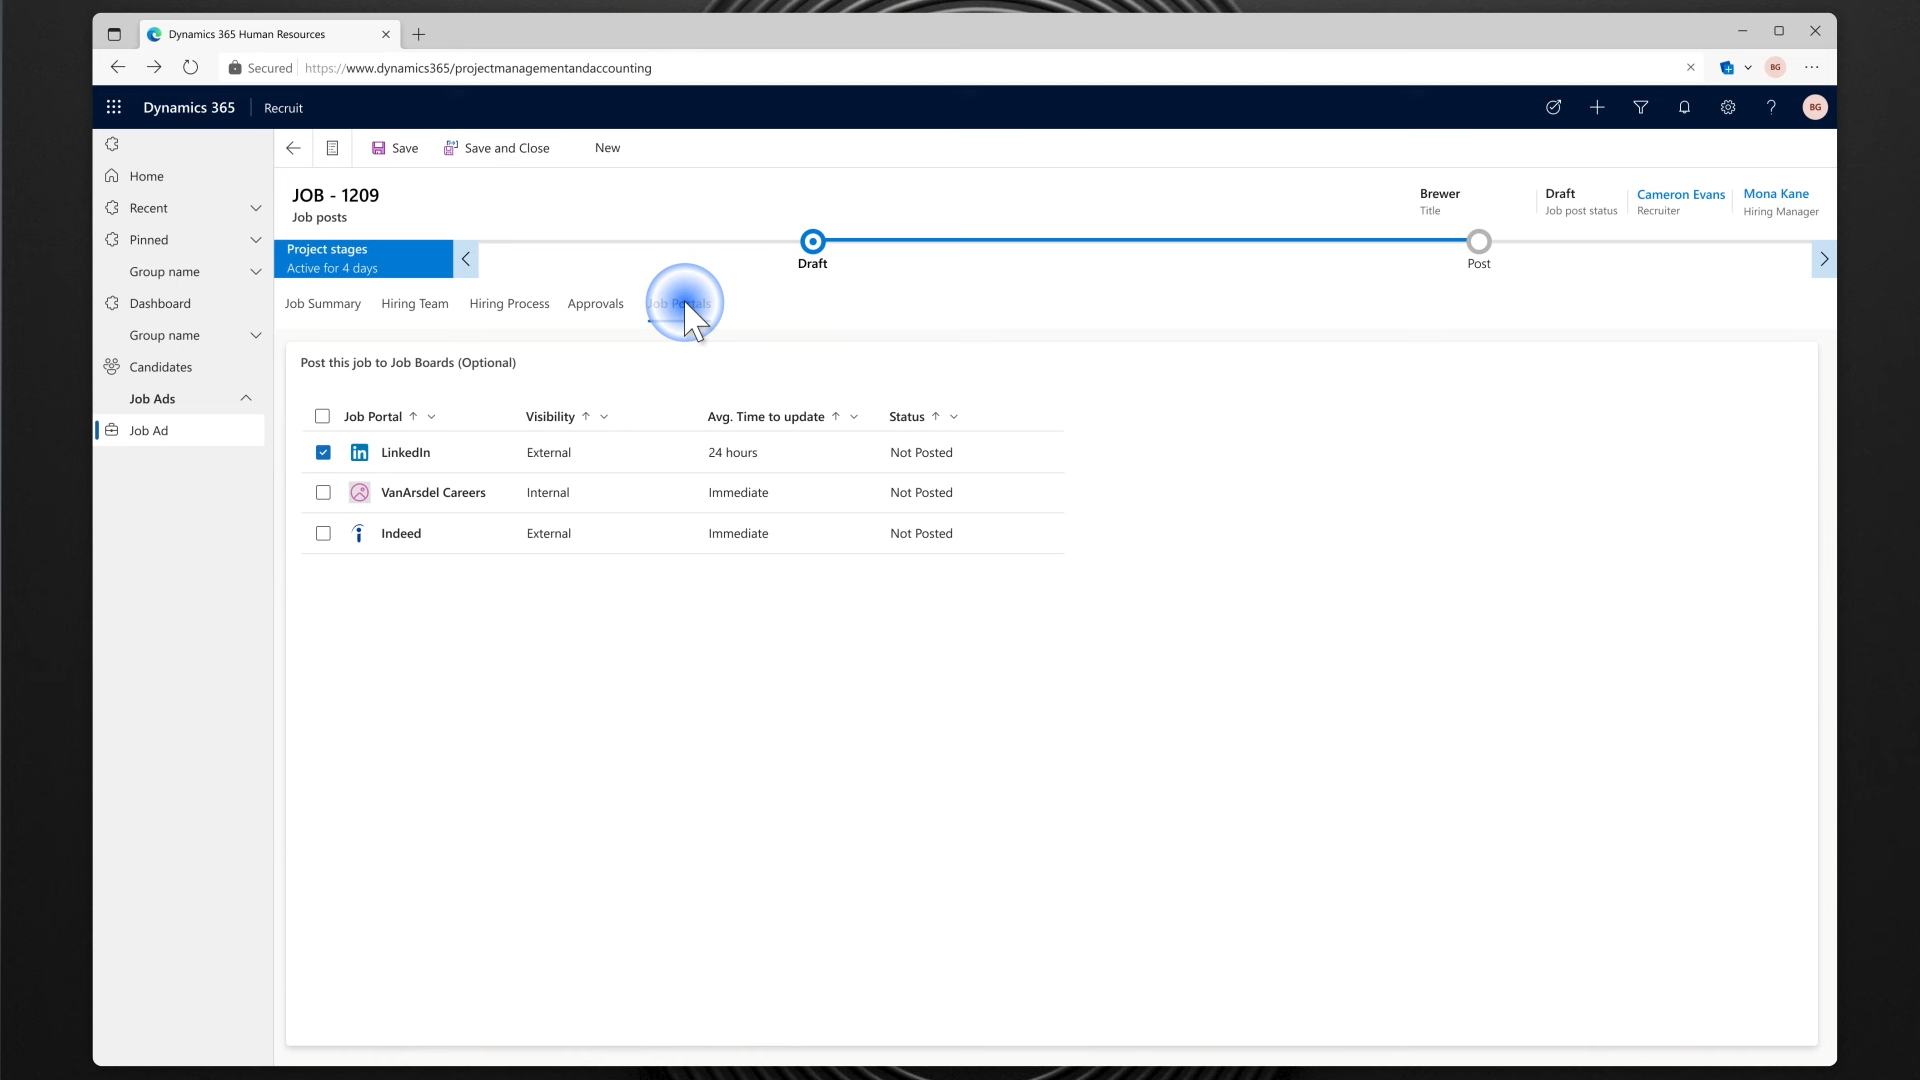 Dynamics 365 Human Resources
Secured https://www.dynamics365/projectmanagementandaccounting
BG
Dynamics 365 Recruit
BG
Save Save and Close New
Home
Recent
Pinned
Group name
Dashboard
Group name
Candidates
Job Ads
Job Ad
JOB - 1209
Job posts
Brewer
Title
Draft
Job post status
Cameron Evans
Recruiter
Mona Kane
Hiring Manager
Project stages
Active for 4 days
Draft
Post
Job Summary Hiring Team Hiring Process Approvals Job Portals
Post this job to Job Boards (Optional)
Job Portal Visibility Avg. Time to update Status
LinkedIn External 24 hours Not Posted
VanArsdel Careers Internal Immediate Not Posted
Indeed External Immediate Not Posted